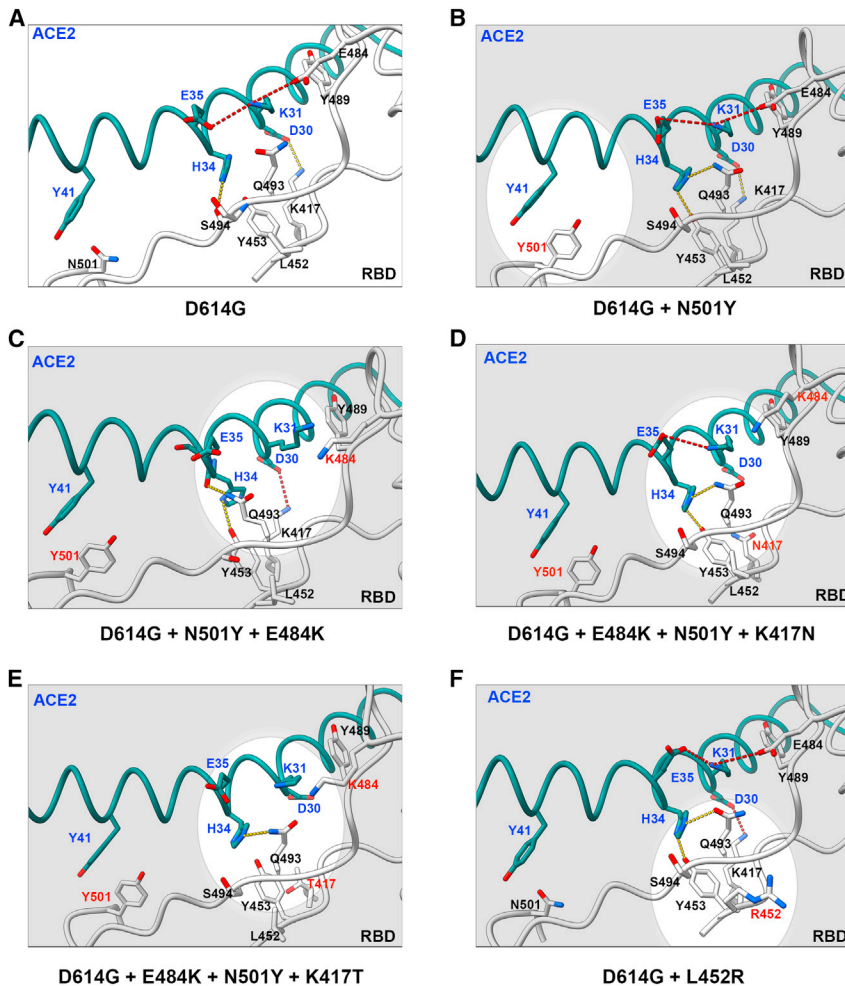 A
ACE2
E484
E35
K31
Y489
D30
H34
Y41
Q493
K417
S494
Y453
N501
L452
RBD
D614G
B
ACE2
E484
E35
K31
Y489
D30
H34
Y41
Q493
K417
S494
Y501
Y453
L452
RBD
D614G + N501Y
C
ACE2
Y489
E35
K31
D30
K484
H34
Y41
Q493
K417
Y501
Y453
L452
RBD
D614G + N501Y + E484K
D
ACE2
K484
E35
K31
Y489
D30
H34
Y41
Q493
S494
N417
Y501
Y453
L452
RBD
D614G + E484K + N501Y + K417N
E
ACE2
Y489
E35
K31
K484
D30
H34
Y41
Q493
S494
T417
Y501
Y453
L452
RBD
D614G + E484K + N501Y + K417T
F
ACE2
K31
E484
E35
Y489
D30
H34
Y41
Q493
S494
K417
Y453
N501
R452
RBD
D614G + L452R